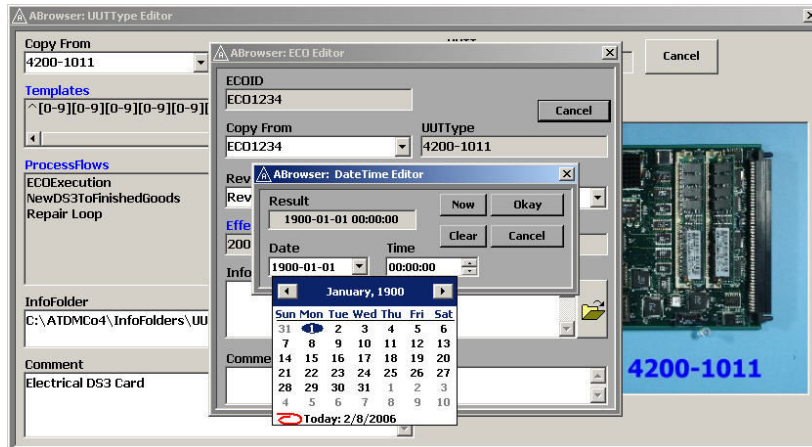 ABrowser: UUTType Editor
Copy From
4200-1011
Cancel
Templates
^[0-9][0-9][0-9][0-9][0-9][
ProcessFlows
ECOExecution
NewDS3ToFinishedGoods
Repair Loop
InfoFolder
C:\ATDMCo4\InfoFolders\UU
Comment
Electrical DS3 Card
4200-1011
ABrowser: ECO Editor
ECOID
ECO1234
Cancel
Copy From
UUTType
ECO1234
4200-1011
Rev
Rev
Effe
200
Info
Comme
ABrowser: DateTime Editor
Result
1900-01-01 00:00:00
Now
Okay
Clear
Cancel
Date
Time
1900-01-01
00:00:00
January, 1900
Sun Mon Tue Wed Thu Fri Sat
31 1 2 3 4 5 6
7 8 9 10 11 12 13
14 15 16 17 18 19 20
21 22 23 24 25 26 27
28 29 30 31 1 2 3
4 5 6 7 8 9 10
Today: 2/8/2006